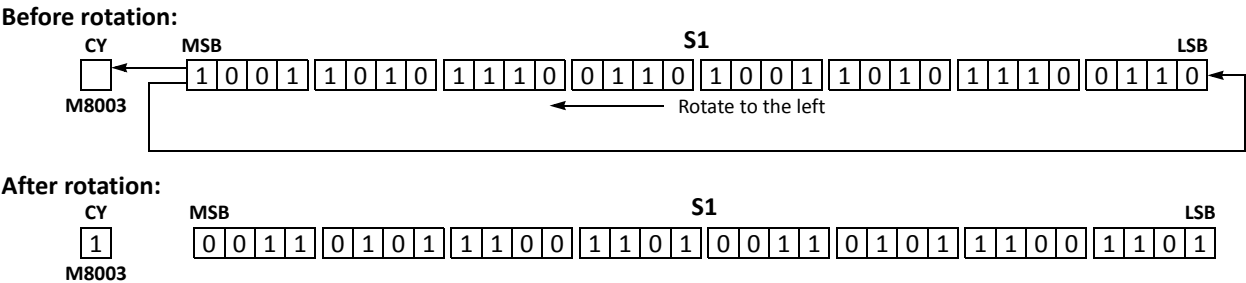 Before rotation:
CY MSB S1 LSB
1 0 0 1 1 0 1 0 1 1 1 0 0 1 1 0 1 0 0 1 1 0 1 0 1 1 1 0 0 1 1 0
M8003 Rotate to the left
After rotation:
CY MSB S1 LSB
1 0 0 1 1 0 1 0 1 1 1 0 0 1 1 0 1 0 0 1 1 0 1 0 1 1 1 0 0 1 1 0 1
M8003